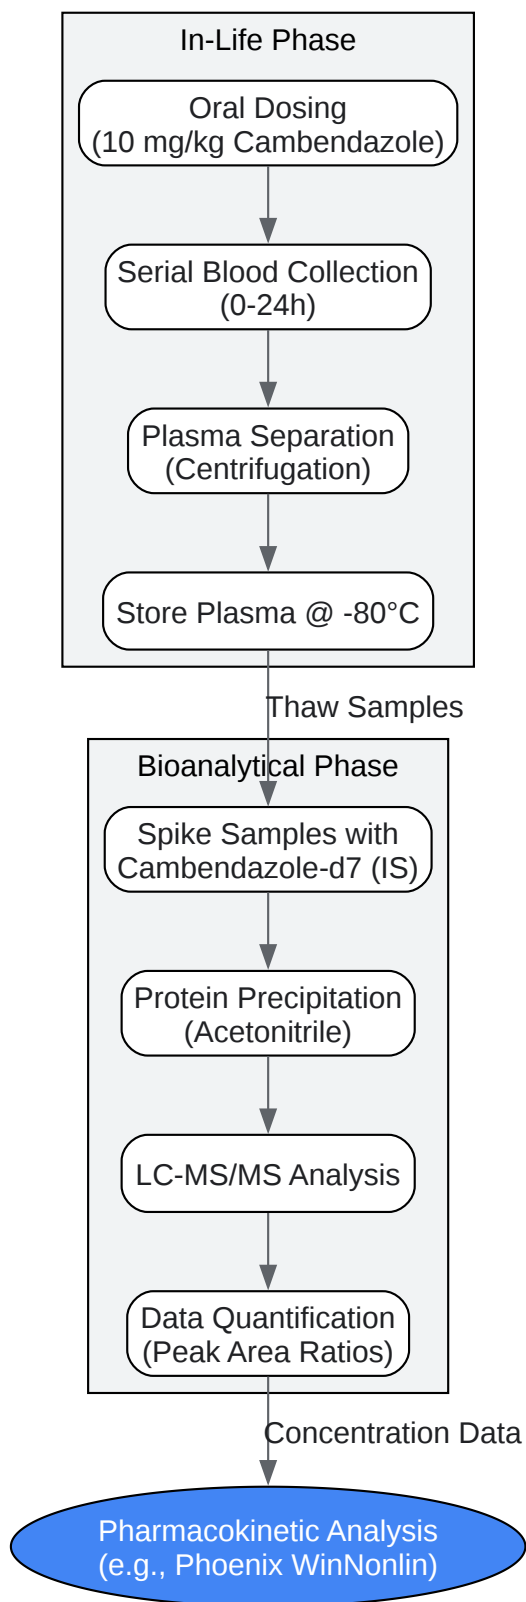 In-Life Phase
Oral Dosing
(10 mg/kg Cambendazole)
Serial Blood Collection
(0-24h)
Plasma Separation
(Centrifugation)
Store Plasma @ -80°C
Thaw Samples
Bioanalytical Phase
Spike Samples with
Cambendazole-d7 (IS)
Protein Precipitation
(Acetonitrile)
LC-MS/MS Analysis
Data Quantification
(Peak Area Ratios)
Concentration Data
Pharmacokinetic Analysis
(e.g., Phoenix WinNonlin)